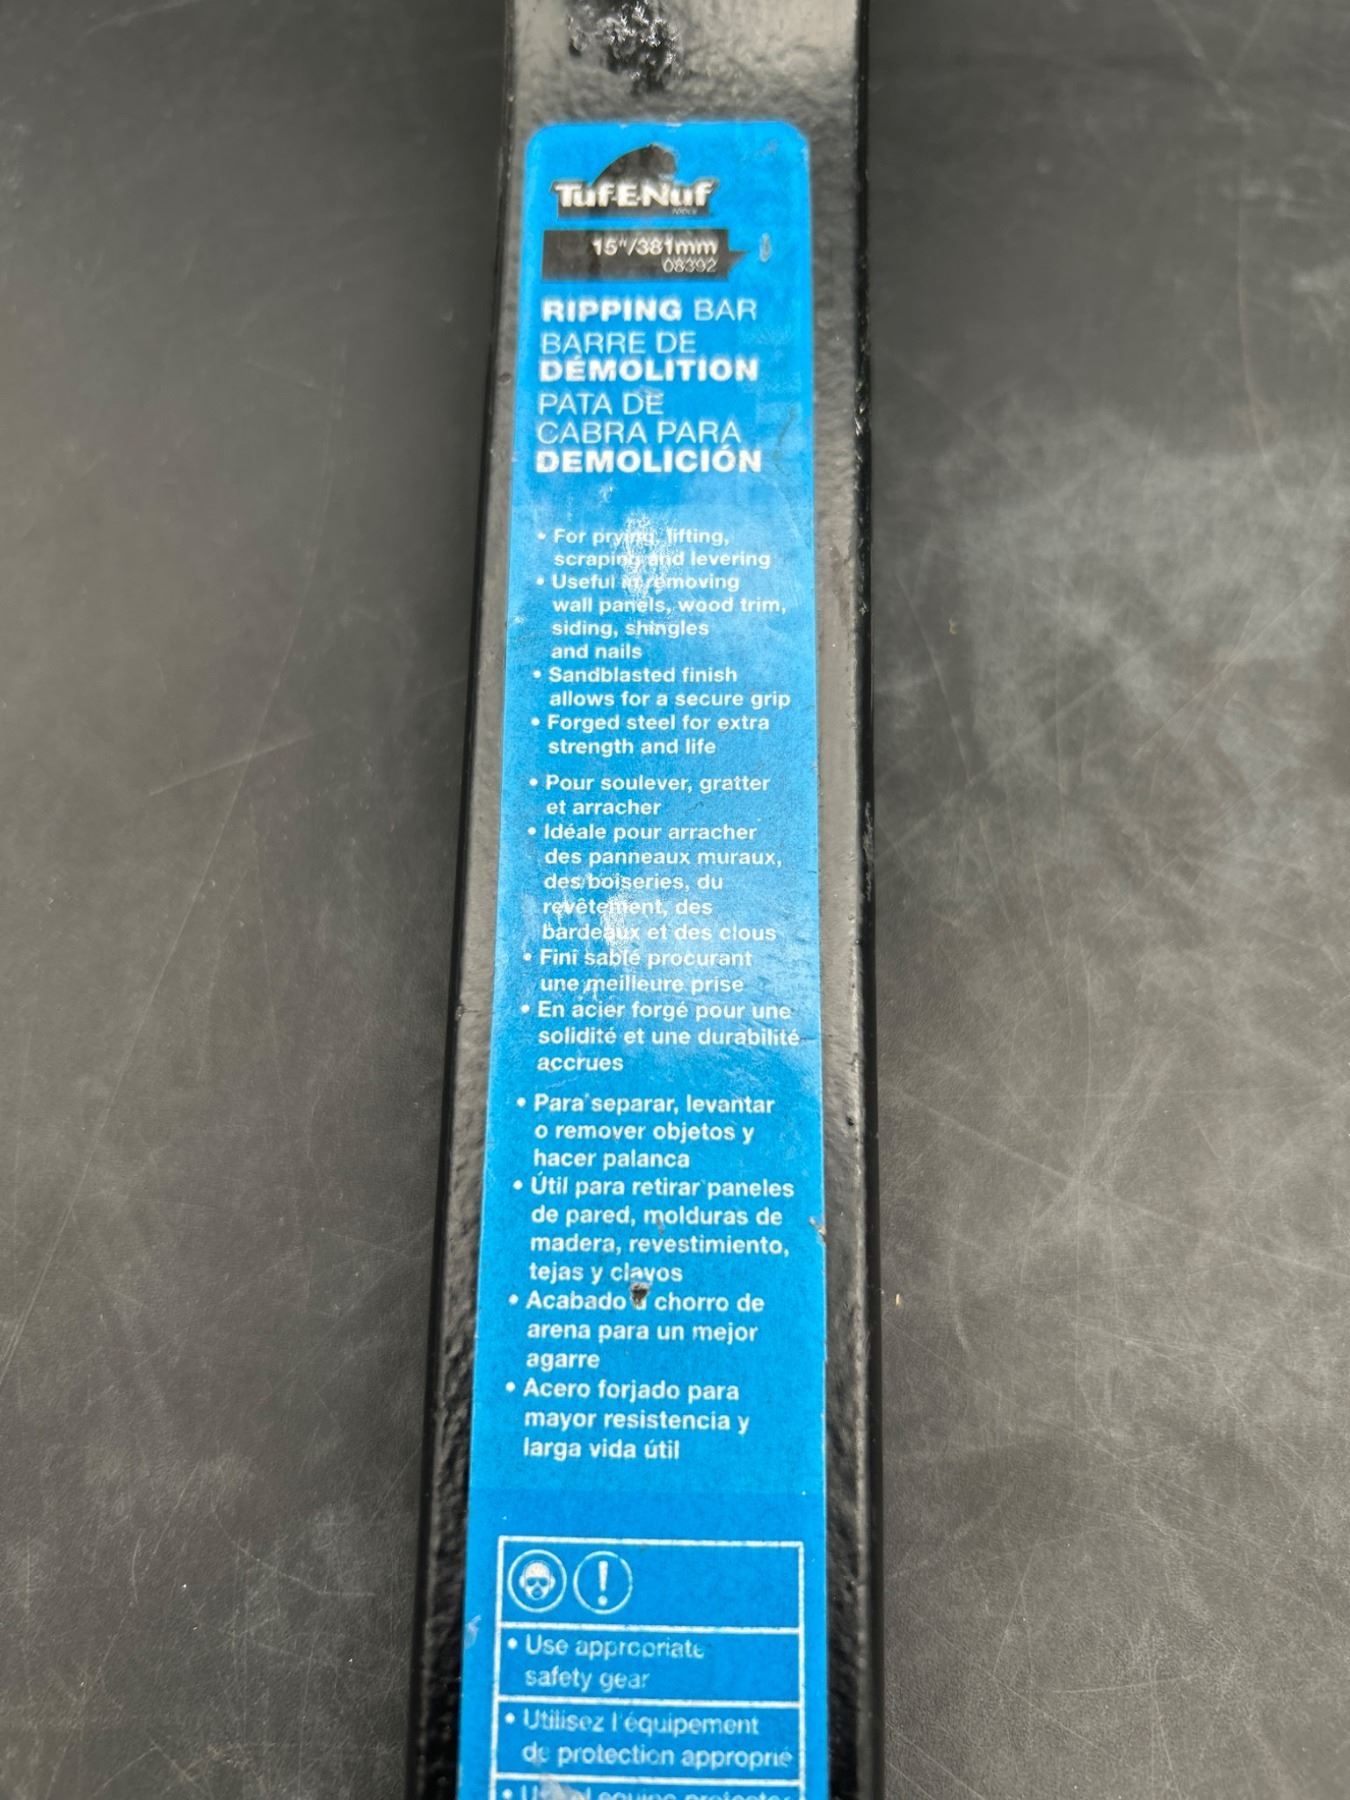 Tuf-E-Nuf
TOOLS
15"/381mm
08392
RIPPING BAR
BARRE DE
DÉMOLITION
PATA DE
CABRA PARA
DEMOLICIÓN
• For prying, lifting,
scraping and levering
• Useful in removing
wall panels, wood trim,
siding, shingles
and nails
• Sandblasted finish
allows for a secure grip
• Forged steel for extra
strength and life
• Pour soulever, gratter
et arracher
• Idéale pour arracher
des panneaux muraux,
des boiseries, du
revêtement, des
bardeaux et des clous
• Fini sablé procurant
une meilleure prise
• En acier forgé pour une
solidité et une durabilité
accrues
• Para separar, levantar
o remover objetos y
hacer palanca
• Útil para retirar paneles
de pared, molduras de
madera, revestimiento,
tejas y clavos
• Acabado a chorro de
arena para un mejor
agarre
• Acero forjado para
mayor resistencia y
larga vida útil
• Use appropriate
safety gear
• Utilisez l'équipement
de protection approprié
el equipo protector